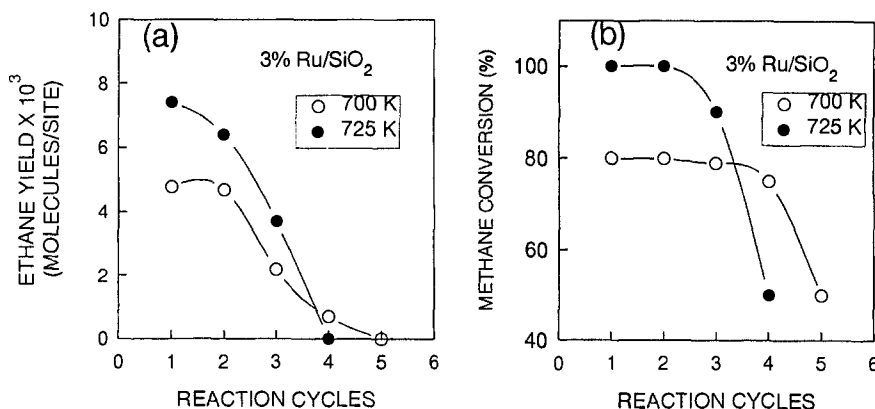 (a)
3% Ru/SiO2
700 K
725 K
ETHANE YIELD X 10^3
(MOLECULES/SITE)
10
8
6
4
2
0
0 1 2 3 4 5 6
REACTION CYCLES
(b)
3% Ru/SiO2
700 K
725 K
METHANE CONVERSION (%)
100
80
60
40
0 1 2 3 4 5 6
REACTION CYCLES